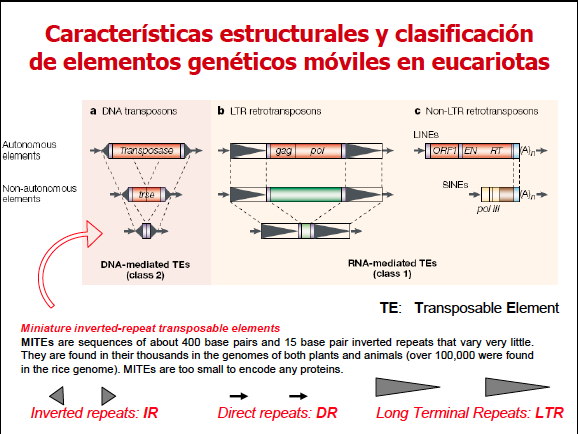 Características estructurales y clasificación
de elementos genéticos móviles en eucariotas
a DNA transposons
b LTR retrotransposons
c Non-LTR retrotransposons
LINEs
Autonomous
elements
Transposase
gag
pol
ORF1
EN
RT
(A)n
SINEs
Non-autonomous
elements
trse
(A)n
pol III
DNA-mediated TEs
(class 2)
RNA-mediated TEs
(class 1)
TE: Transposable Element
Miniature inverted-repeat transposable elements
MITEs are sequences of about 400 base pairs and 15 base pair inverted repeats that vary very little.
They are found in their thousands in the genomes of both plants and animals (over 100,000 were found
in the rice genome). MITEs are too small to encode any proteins.
Inverted repeats: IR
Direct repeats: DR
Long Terminal Repeats: LTR